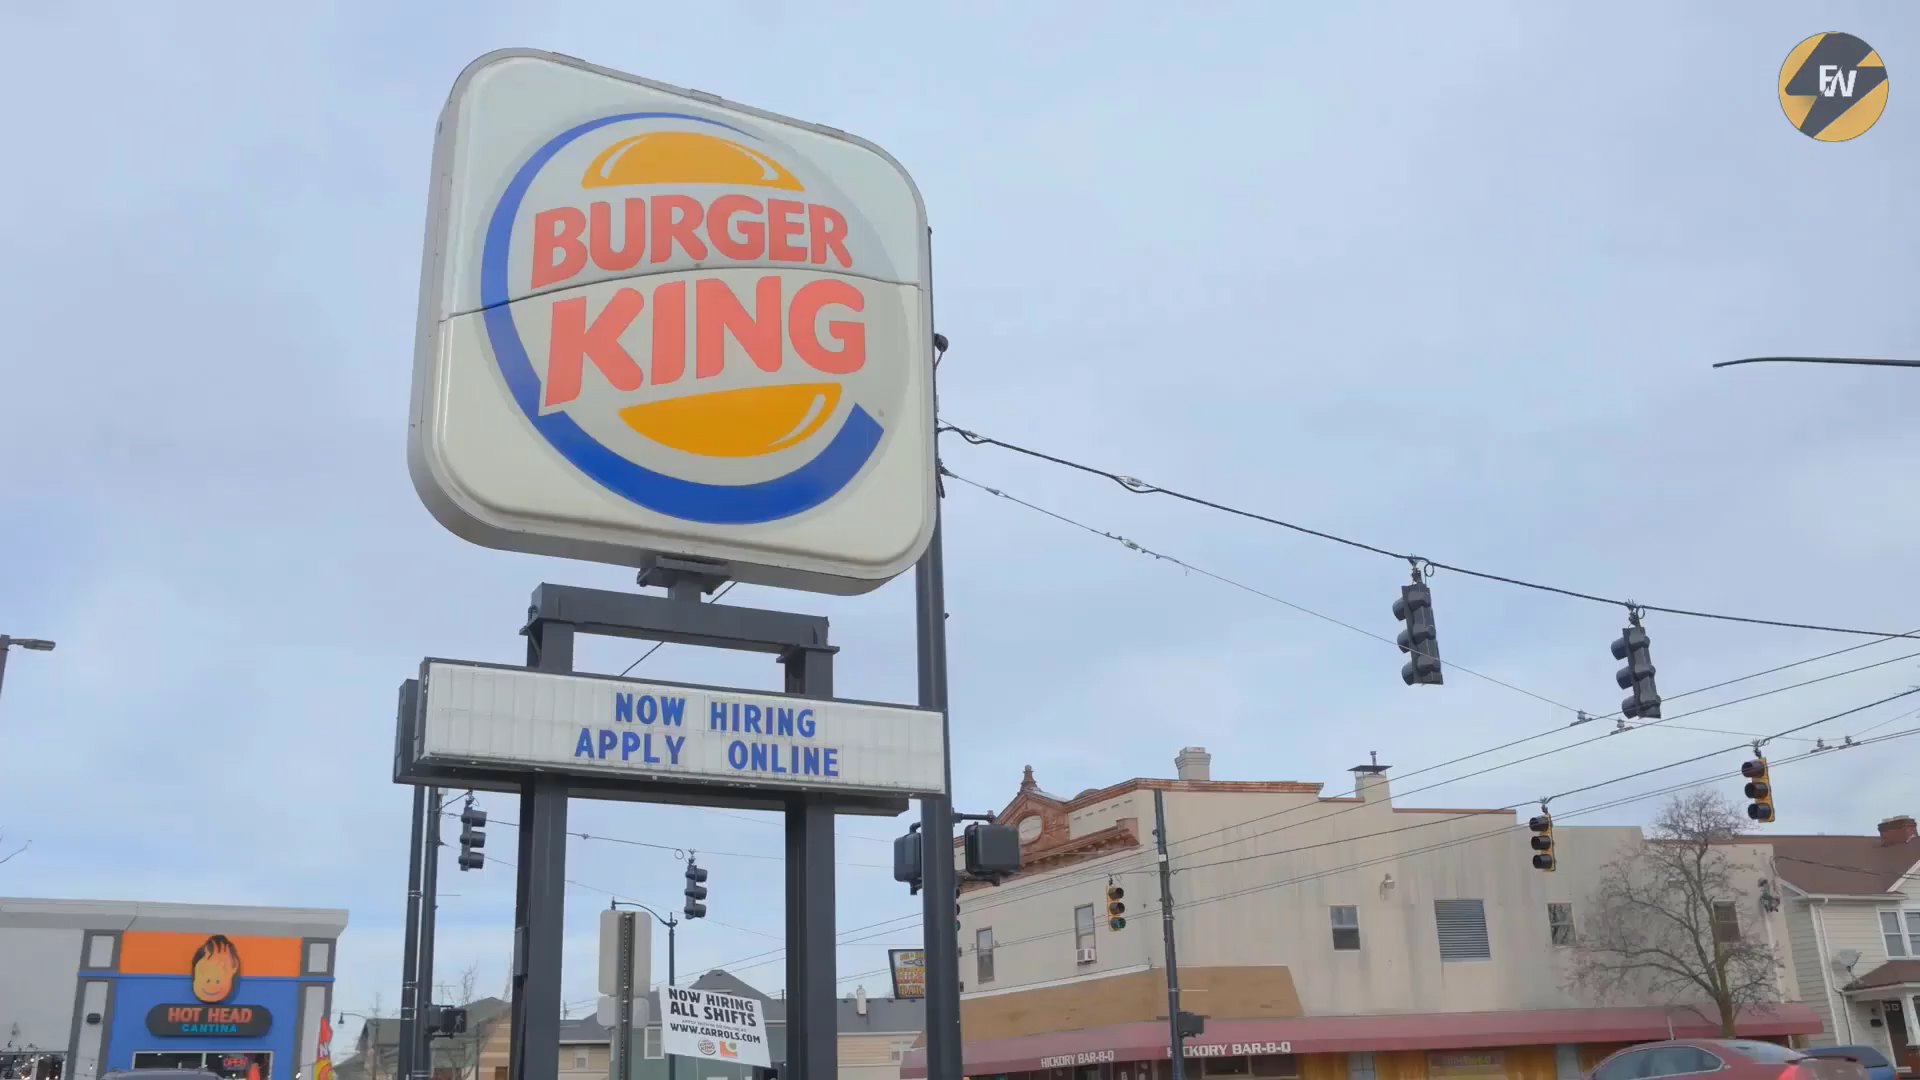 EW
BURGER
KING
NOW HIRING
APPLY ONLINE
HOT HEAD
CANTINA
OPEN
NOW HIRING
ALL SHIFTS
WWW.CARROLS.COM
HICKORY BAR-B-Q
HICKORY BAR-B-Q